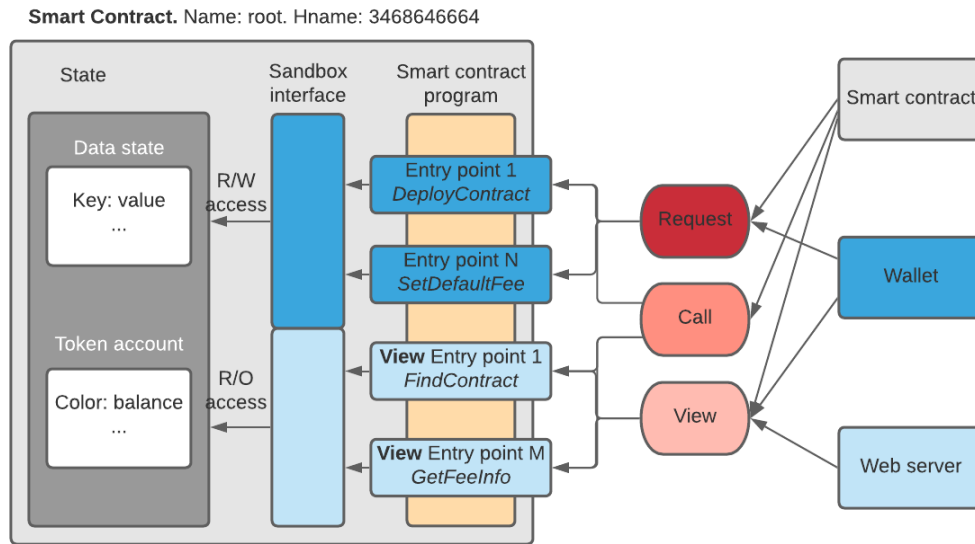 Smart Contract. Name: root. Hname: 3468646664
State
Sandbox
interface
Smart contract
program
Data state
Key: value
...
R/W
access
Token account
Color: balance
...
R/O
access
Entry point 1
DeployContract
Entry point N
SetDefaultFee
View Entry point 1
FindContract
View Entry point M
GetFeeInfo
Request
Call
View
Smart contract
Wallet
Web server